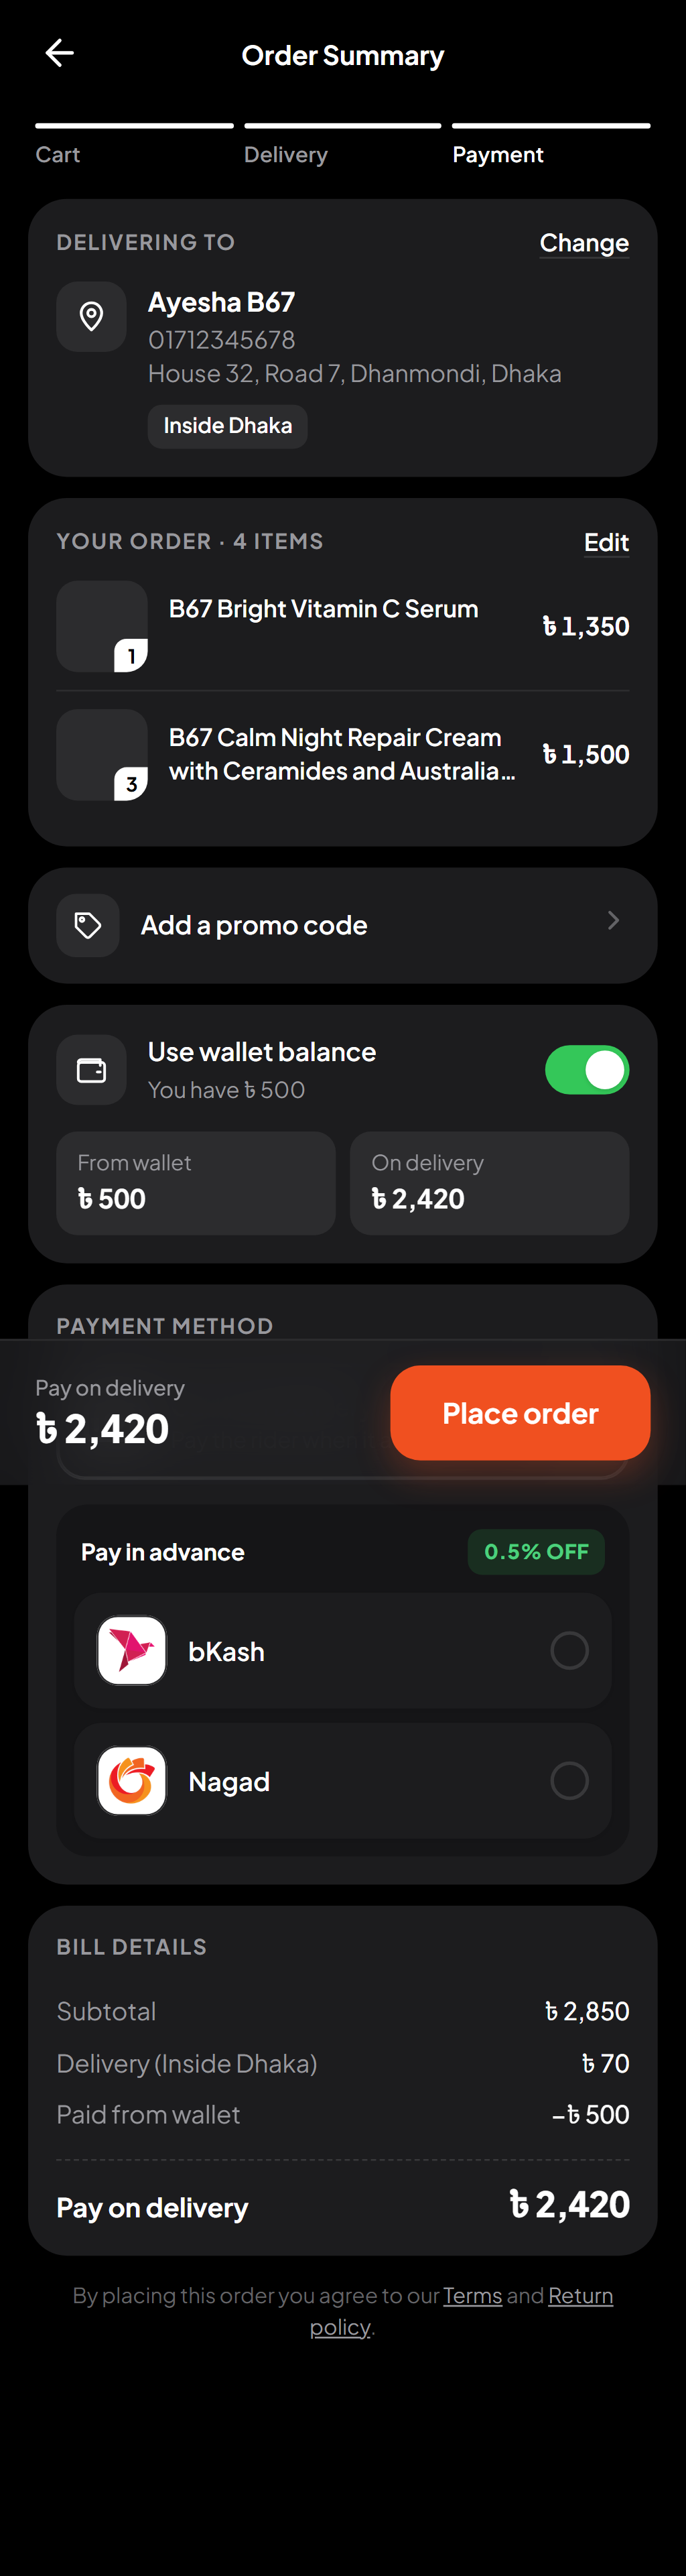 Order Summary
Cart Delivery Payment
DELIVERING TO Change
Ayesha B67
01712345678
House 32, Road 7, Dhanmondi, Dhaka
Inside Dhaka
YOUR ORDER · 4 ITEMS Edit
B67 Bright Vitamin C Serum
৳ 1,350
1
B67 Calm Night Repair Cream
with Ceramides and Australia...
৳ 1,500
3
Add a promo code
Use wallet balance
You have ৳ 500
From wallet On delivery
৳ 500 ৳ 2,420
PAYMENT METHOD
Pay on delivery
৳ 2,420
Place order
Pay in advance 0.5% OFF
bKash
Nagad
BILL DETAILS
Subtotal ৳ 2,850
Delivery (Inside Dhaka) ৳ 70
Paid from wallet –৳ 500
Pay on delivery ৳ 2,420
By placing this order you agree to our Terms and Return
policy.